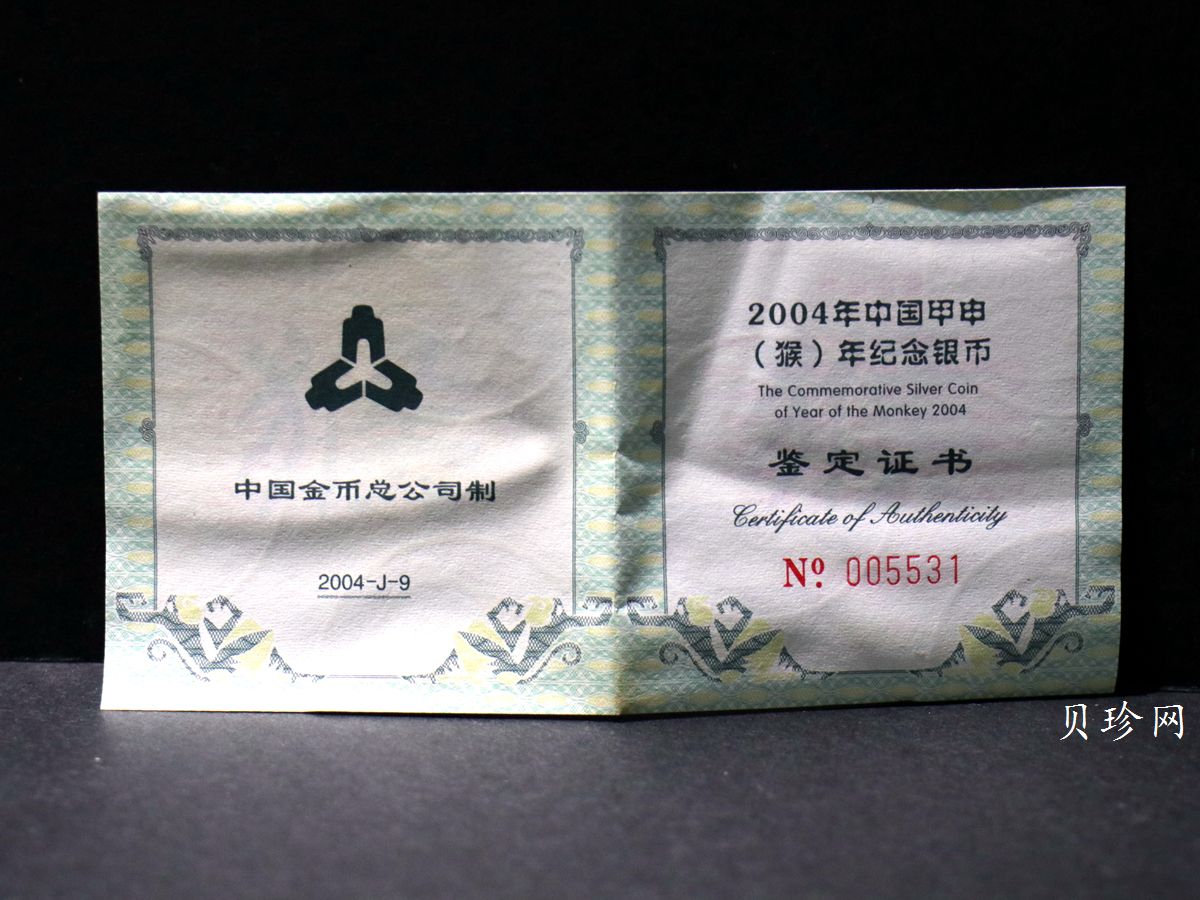 中国金币总公司制
2004-J-9
2004年中国甲申
（猴）年纪念银币
The Commemorative Silver Coin
of Year of the Monkey 2004
鉴定证书
Certificate of Authenticity
Nº 005531
贝珍网